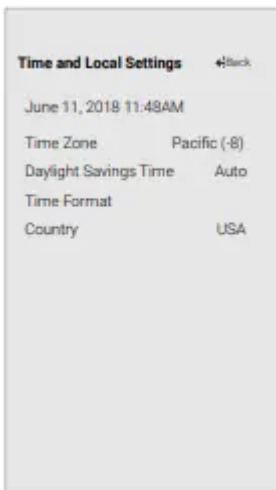 Time and Local Settings Back
June 11, 2018 11:48AM
Time Zone Pacific (-8)
Daylight Savings Time Auto
Time Format
Country USA